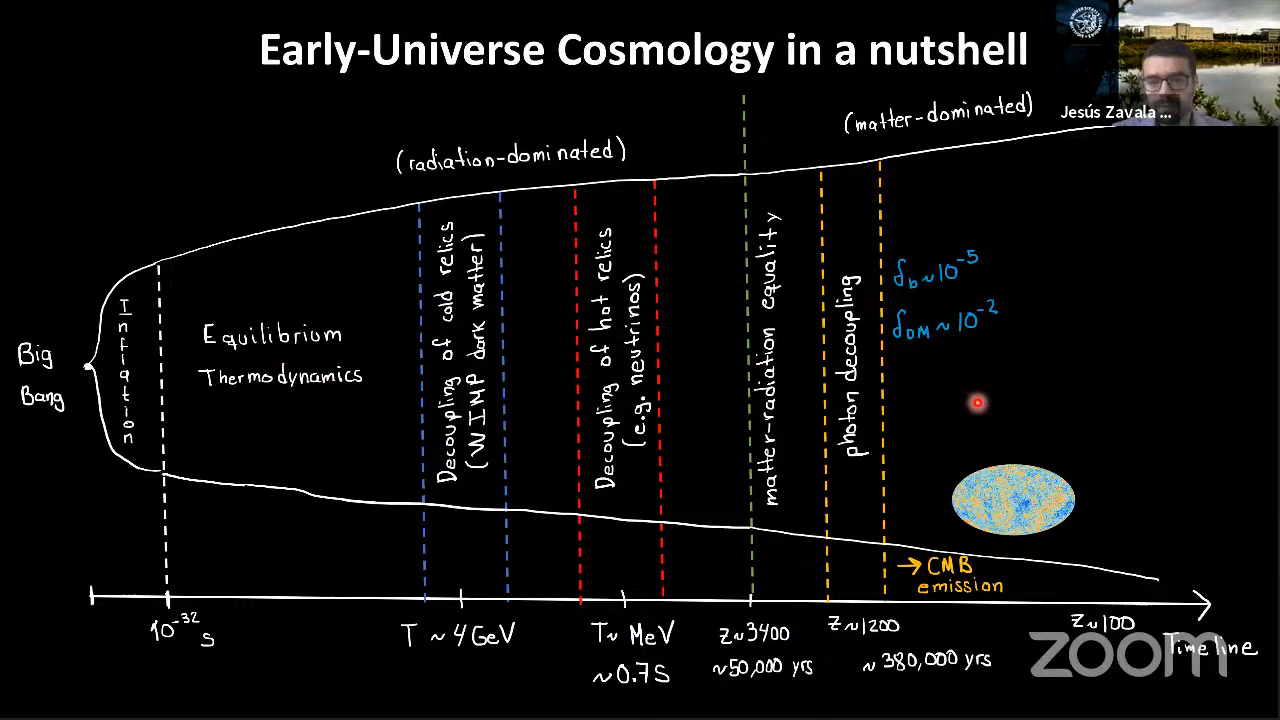 Early-Universe Cosmology in a nutshell
Jesús Zavala ...
(radiation-dominated)
(matter-dominated)
Big
Bang
Inflation
Equilibrium
Thermodynamics
Decoupling of cold relics
(WIMP dark matter)
Decoupling of hot relics
(e.g. neutrinos)
matter-radiation equality
photon decoupling
δb ~ 10⁻⁵
δDM ~ 10⁻²
→ CMB
emission
10⁻³² s
T ~ 4 GeV
T ~ MeV
~0.7s
z~3400
~50,000 yrs
z~1200
~380,000 yrs
z~100
Timeline
zoom